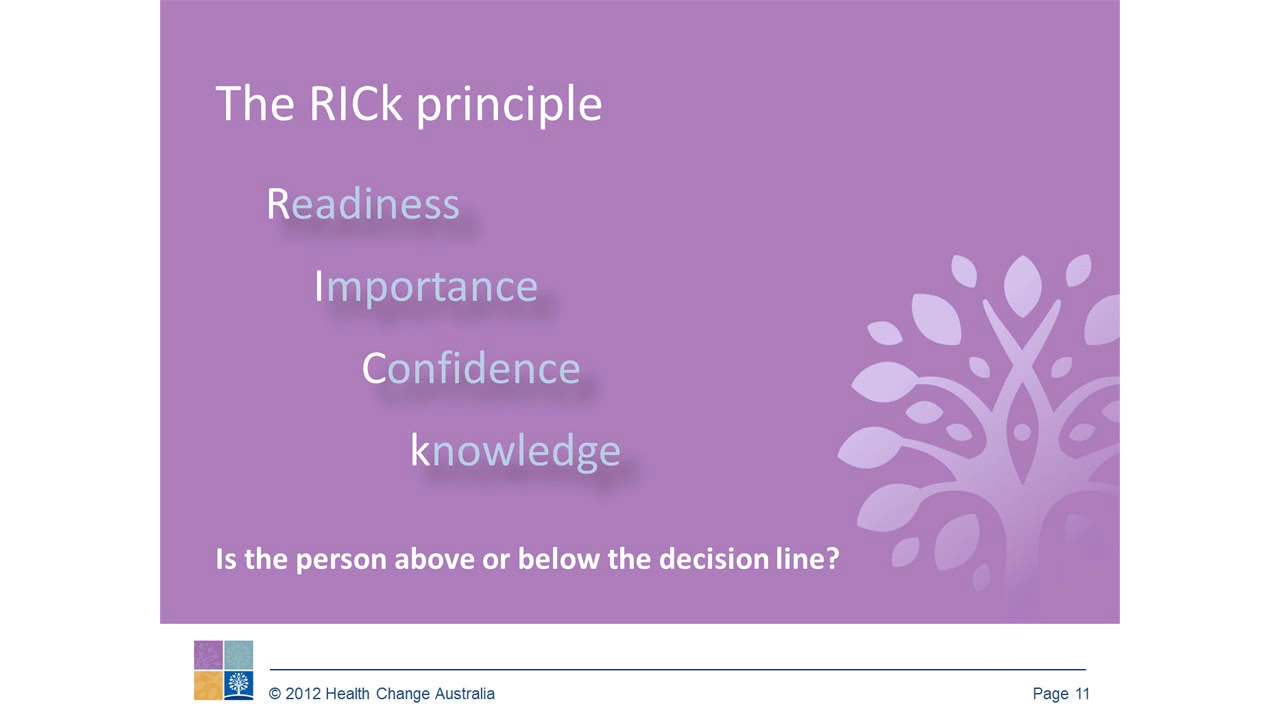 The RICk principle
Readiness
Importance
Confidence
knowledge
Is the person above or below the decision line?
© 2012 Health Change Australia
Page 11